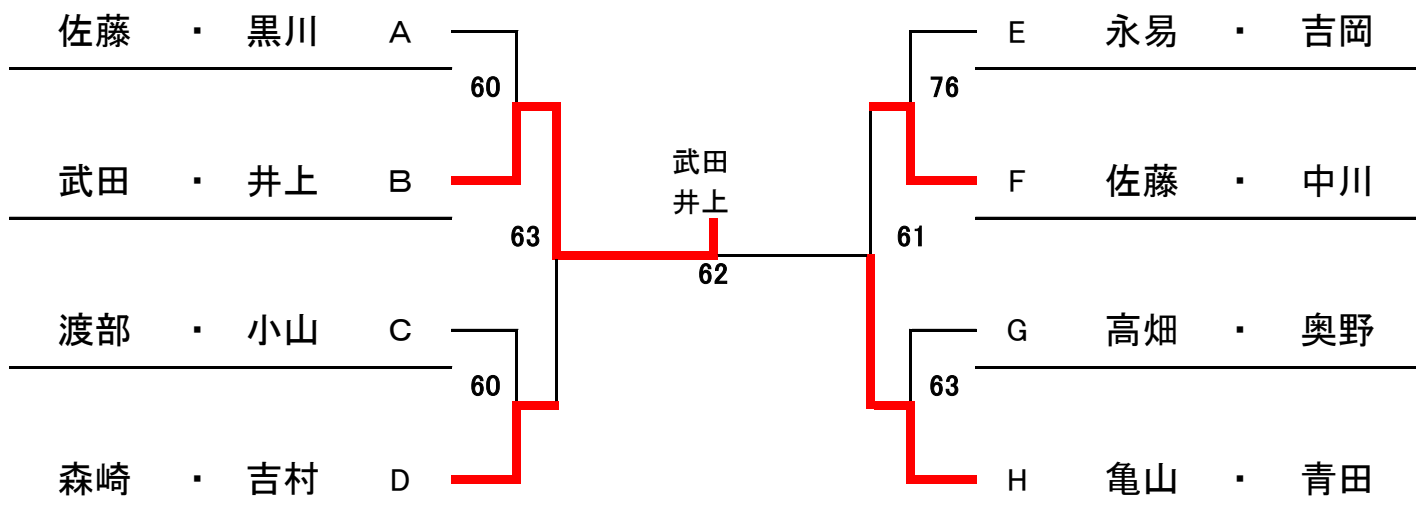 佐藤 ・ 黒川 A
60
武田 ・ 井上 B
63
渡部 ・ 小山 C
60
森崎 ・ 吉村 D
武田
井上
62
E 永易 ・ 吉岡
76
F 佐藤 ・ 中川
61
G 高畑 ・ 奥野
63
H 亀山 ・ 青田